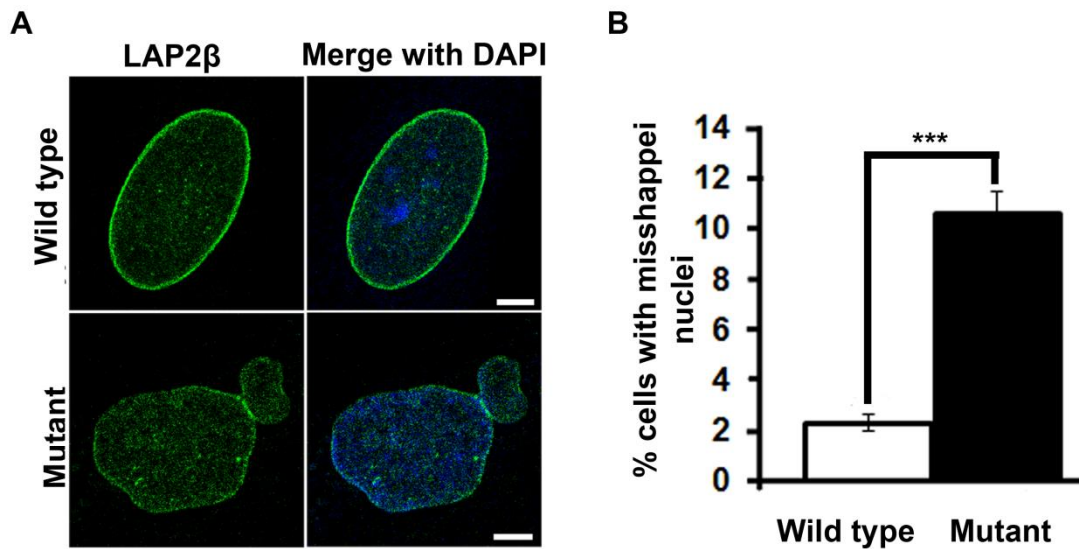 A
LAP2β
Merge with DAPI
Wild type
Mutant
B
% cells with misshappei
nuclei
14
12
10
8
6
4
2
0
***
Wild type
Mutant